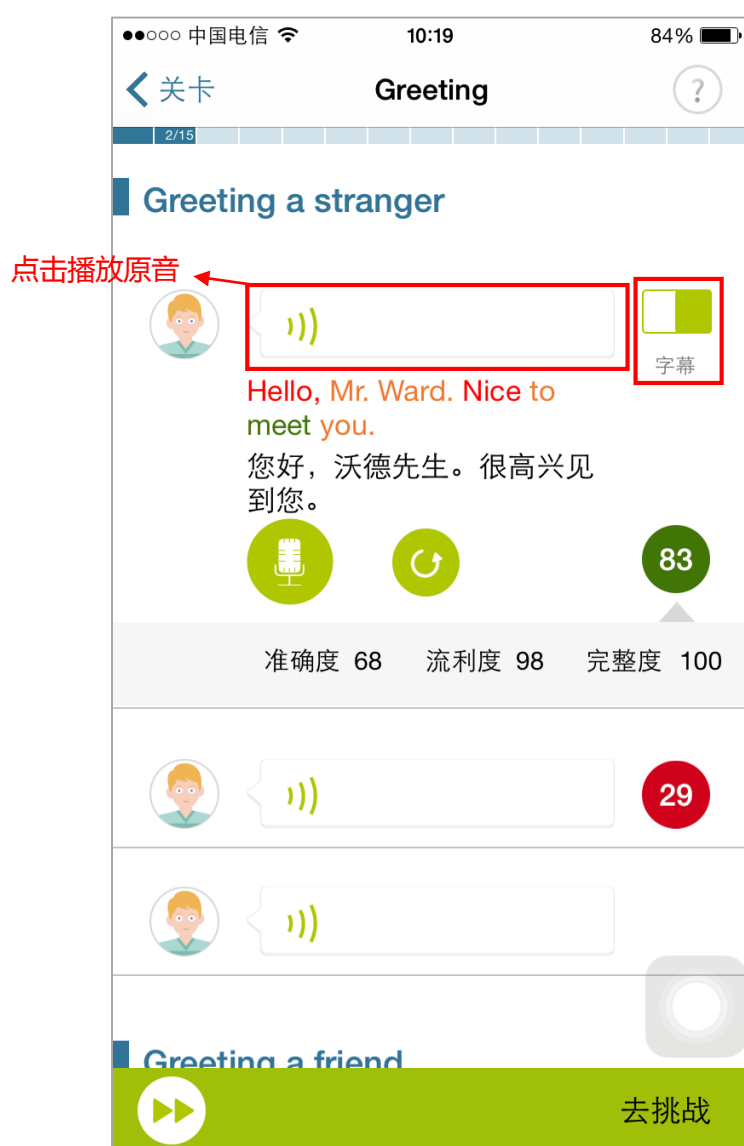 中国电信 10:19 84%
关卡 Greeting ?
2/15
Greeting a stranger
点击播放原音
字幕
Hello, Mr. Ward. Nice to
meet you.
您好，沃德先生。很高兴见
到您。
83
准确度 68 流利度 98 完整度 100
29
Greeting a friend
去挑战